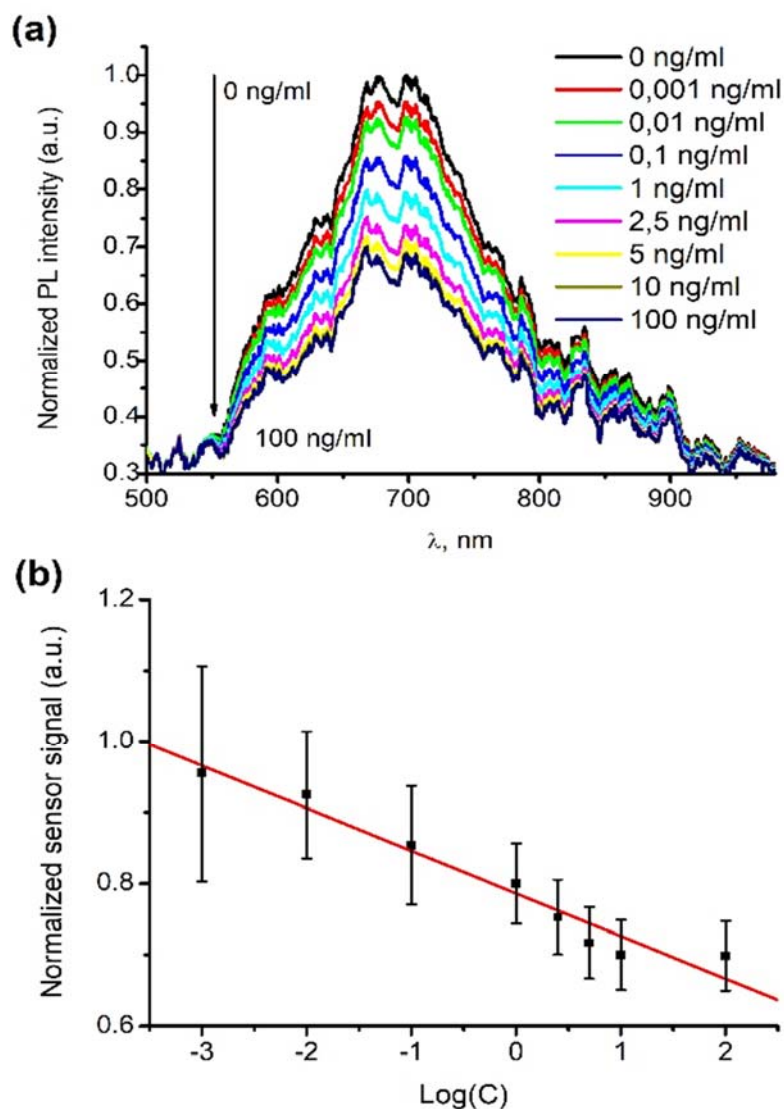 (a)
Normalized PL intensity (a.u.)
1.0
0.9
0.8
0.7
0.6
0.5
0.4
0.3
500
600
700
800
900
λ, nm
0 ng/ml
100 ng/ml
0 ng/ml
0,001 ng/ml
0,01 ng/ml
0,1 ng/ml
1 ng/ml
2,5 ng/ml
5 ng/ml
10 ng/ml
100 ng/ml
(b)
Normalized sensor signal (a.u.)
1.2
1.0
0.8
0.6
-3
-2
-1
0
1
2
Log(C)